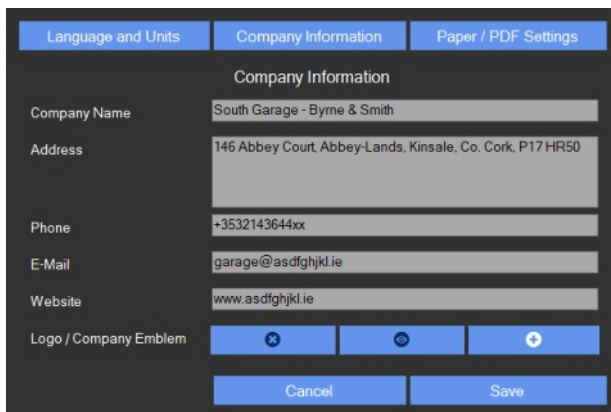 Language and Units Company Information Paper / PDF Settings
Company Information
Company Name South Garage - Byrne & Smith
Address 146 Abbey Court, Abbey-Lands, Kinsale, Co. Cork, P17 HR50
Phone +3532143644xx
E-Mail garage@asdfghjkl.ie
Website www.asdfghjkl.ie
Logo / Company Emblem
Cancel Save